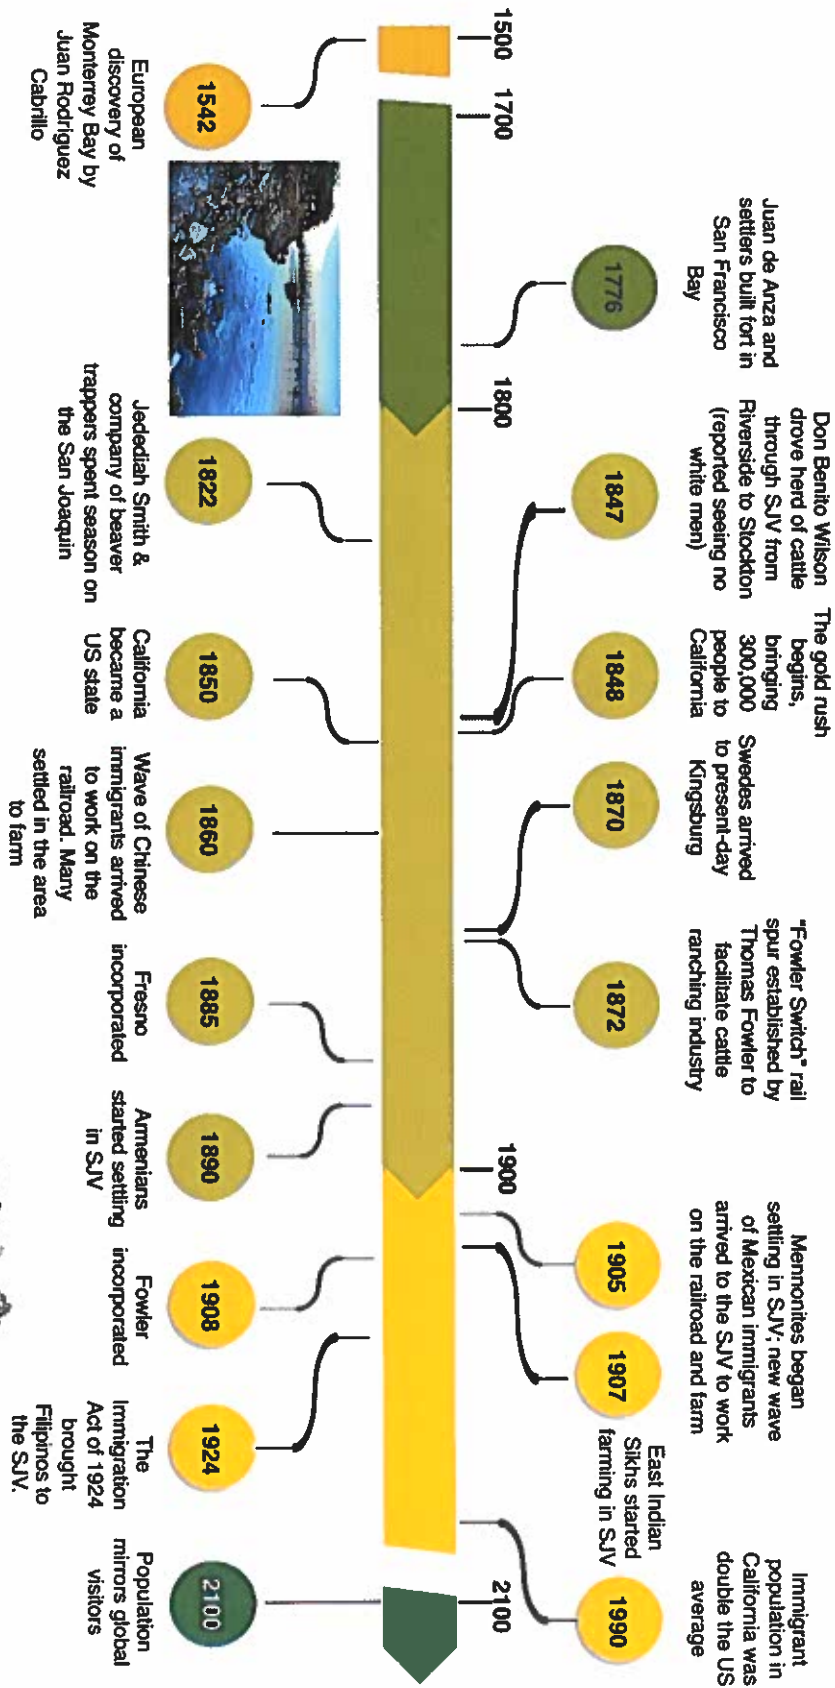 1500
1700
1800
1900
2100
1776
Juan de Anza and
settlers built fort in
San Francisco
Bay
1847
Don Benito Wilson
drove herd of cattle
through SJV from
Riverside to Stockton
(reported seeing no
white men)
1848
The gold rush
begins,
bringing
300,000
people to
California
1870
Swedes arrived
to present-day
Kingsburg
1872
"Fowler Switch" rail
spur established by
Thomas Fowler to
facilitate cattle
ranching industry
1905
Mennonites began
settling in SJV; new wave
of Mexican immigrants
arrived to the SJV to work
on the railroad and farm
1907
East Indian
Sikhs started
farming in SJV
1990
Immigrant
population in
California was
double the US
average
1542
European
discovery of
Monterrey Bay by
Juan Rodriguez
Cabrillo
1822
Jedediah Smith &
company of beaver
trappers spent season on
the San Joaquin
1850
California
became a
US state
1860
Wave of Chinese
immigrants arrived
to work on the
railroad. Many
settled in the area
to farm
1885
Fresno
incorporated
1890
Armenians
started settling
in SJV
1908
Fowler
incorporated
1924
The
Immigration
Act of 1924
brought
Filipinos to
the SJV.
2100
Population
mirrors global
visitors